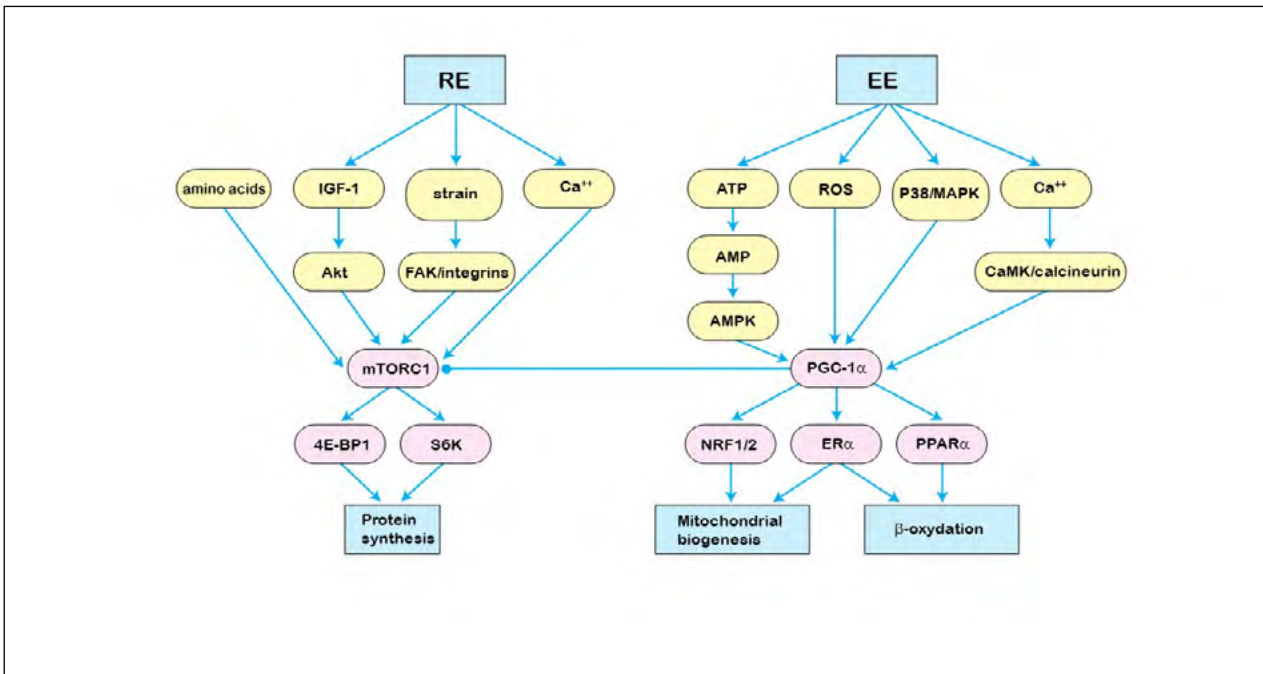 RE
EE
amino acids
IGF-1
strain
Ca⁺⁺
ATP
ROS
P38/MAPK
Ca⁺⁺
Akt
FAK/integrins
AMP
CaMK/calcineurin
AMPK
mTORC1
PGC-1α
4E-BP1
S6K
NRF1/2
ERα
PPARα
Protein
synthesis
Mitochondrial
biogenesis
β-oxydation